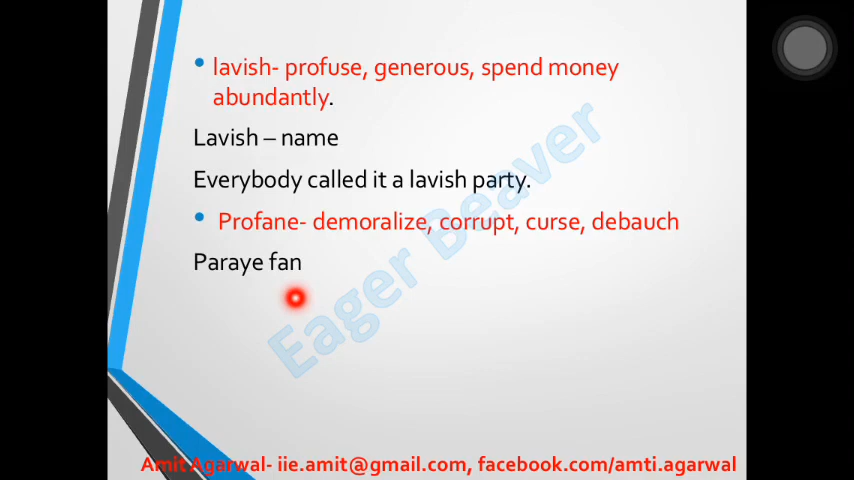 lavish- profuse, generous, spend money
abundantly.
Lavish – name
Everybody called it a lavish party.
Profane- demoralize, corrupt, curse, debauch
Paraye fan
Eager Beaver
Amit Agarwal- iie.amit@gmail.com, facebook.com/amti.agarwal